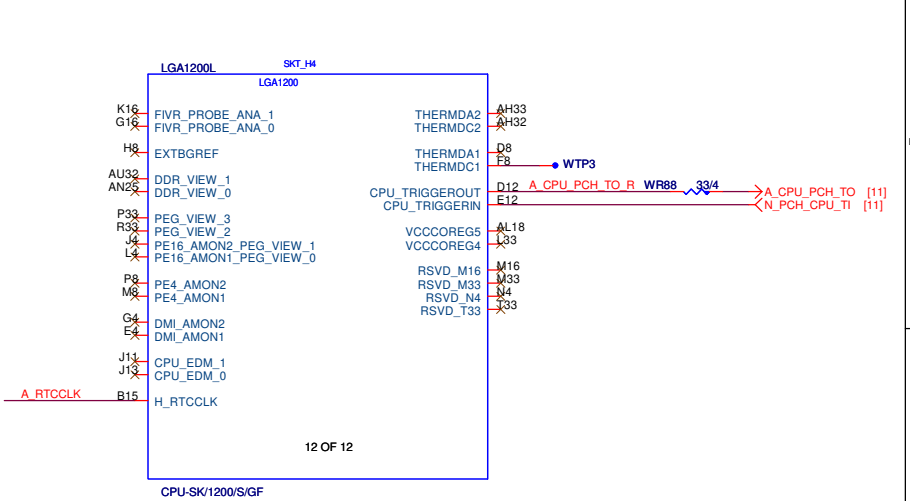 LGA1200L SKT_H4
LGA1200
K16 FIVR_PROBE_ANA_1 THERMDA2 AH33
G16 FIVR_PROBE_ANA_0 THERMDC2 AH32
H8 EXTBGREF THERMDA1 D8
THERMDC1 F8 WTP3
AU32 DDR_VIEW_1
AN25 DDR_VIEW_0 CPU_TRIGGEROUT D12 A_CPU_PCH_TO_R WR88 33/4 A_CPU_PCH_TO [11]
CPU_TRIGGERIN E12 N_PCH_CPU_TI [11]
P33 PEG_VIEW_3
R33 PEG_VIEW_2 VCCCOREG5 AL18
J4 PE16_AMON2_PEG_VIEW_1 VCCCOREG4 L33
L4 PE16_AMON1_PEG_VIEW_0
RSVD_M16 M16
P8 PE4_AMON2 RSVD_M33 M33
M8 PE4_AMON1 RSVD_N4 N4
RSVD_T33 T33
G4 DMI_AMON2
E4 DMI_AMON1
J11 CPU_EDM_1
J13 CPU_EDM_0
A_RTCCLK B15 H_RTCCLK
12 OF 12
CPU-SK/1200/S/GF